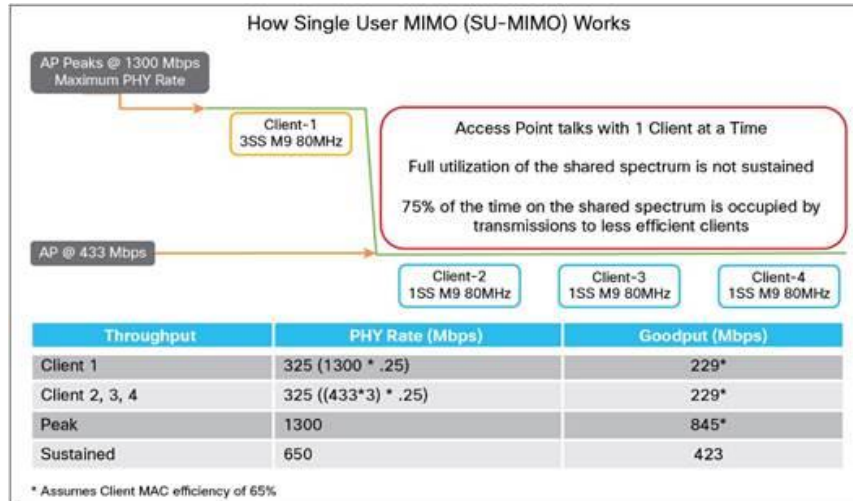 How Single User MIMO (SU-MIMO) Works
AP Peaks @ 1300 Mbps
Maximum PHY Rate
Client-1
3SS M9 80MHz
Access Point talks with 1 Client at a Time
Full utilization of the shared spectrum is not sustained
75% of the time on the shared spectrum is occupied by
transmissions to less efficient clients
AP @ 433 Mbps
Client-2
1SS M9 80MHz
Client-3
1SS M9 80MHz
Client-4
1SS M9 80MHz
Throughput PHY Rate (Mbps) Goodput (Mbps)
Client 1 325 (1300 * .25) 229*
Client 2, 3, 4 325 ((433*3) * .25) 229*
Peak 1300 845*
Sustained 650 423
* Assumes Client MAC efficiency of 65%